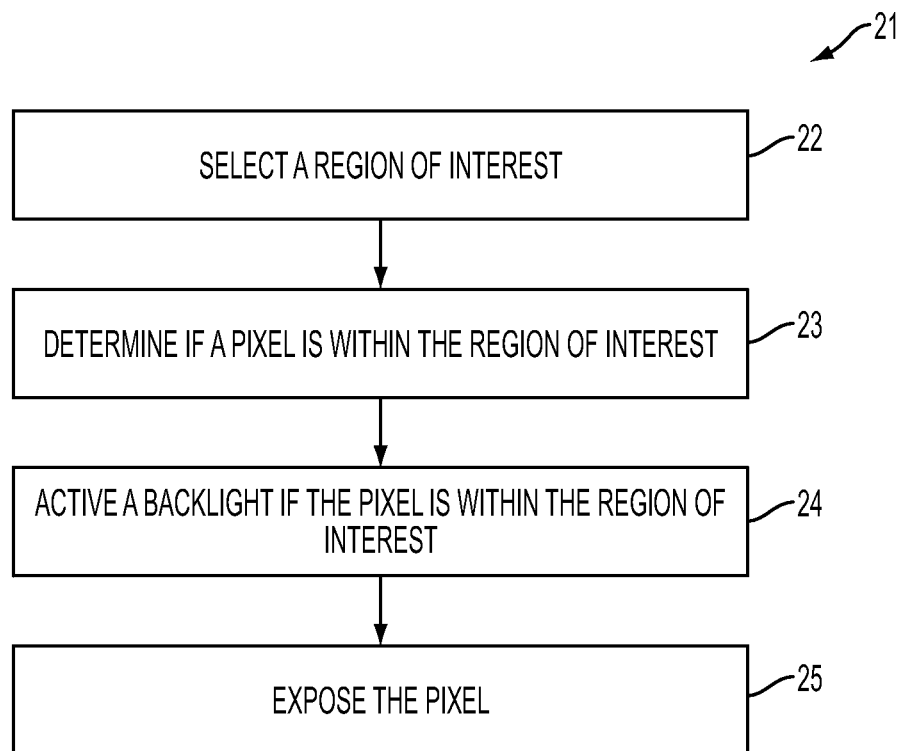 21
SELECT A REGION OF INTEREST
22
DETERMINE IF A PIXEL IS WITHIN THE REGION OF INTEREST
23
ACTIVE A BACKLIGHT IF THE PIXEL IS WITHIN THE REGION OF
INTEREST
24
EXPOSE THE PIXEL
25